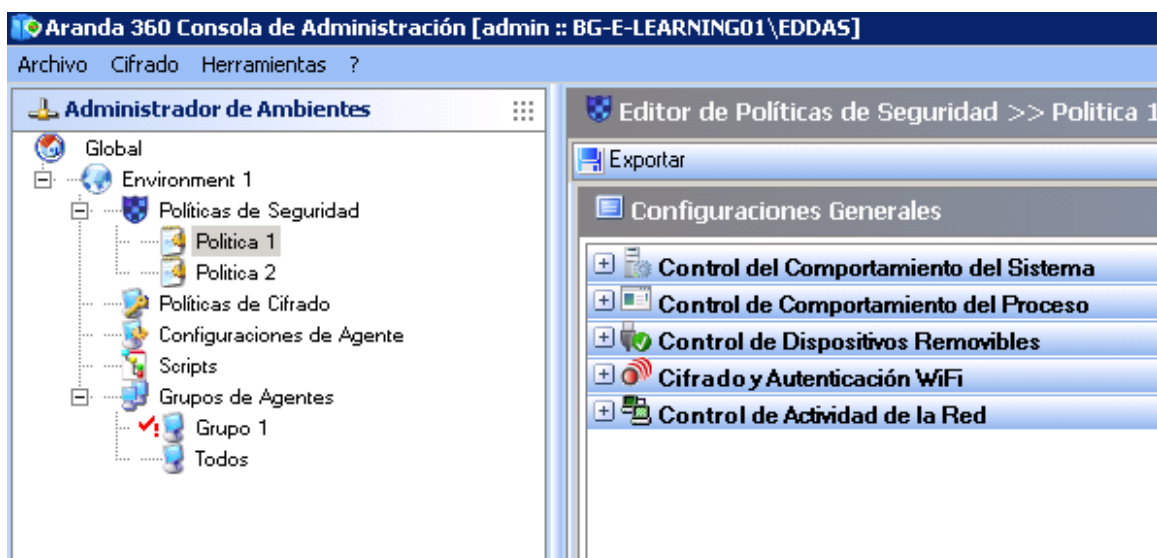 Aranda 360 Consola de Administración [admin :: BG-E-LEARNING01\EDDAS]
Archivo Cifrado Herramientas ?
Administrador de Ambientes
Global
Environment 1
Políticas de Seguridad
Politica 1
Politica 2
Políticas de Cifrado
Configuraciones de Agente
Scripts
Grupos de Agentes
Grupo 1
Todos
Editor de Políticas de Seguridad >> Politica 1
Exportar
Configuraciones Generales
Control del Comportamiento del Sistema
Control de Comportamiento del Proceso
Control de Dispositivos Removibles
Cifrado y Autenticación WiFi
Control de Actividad de la Red